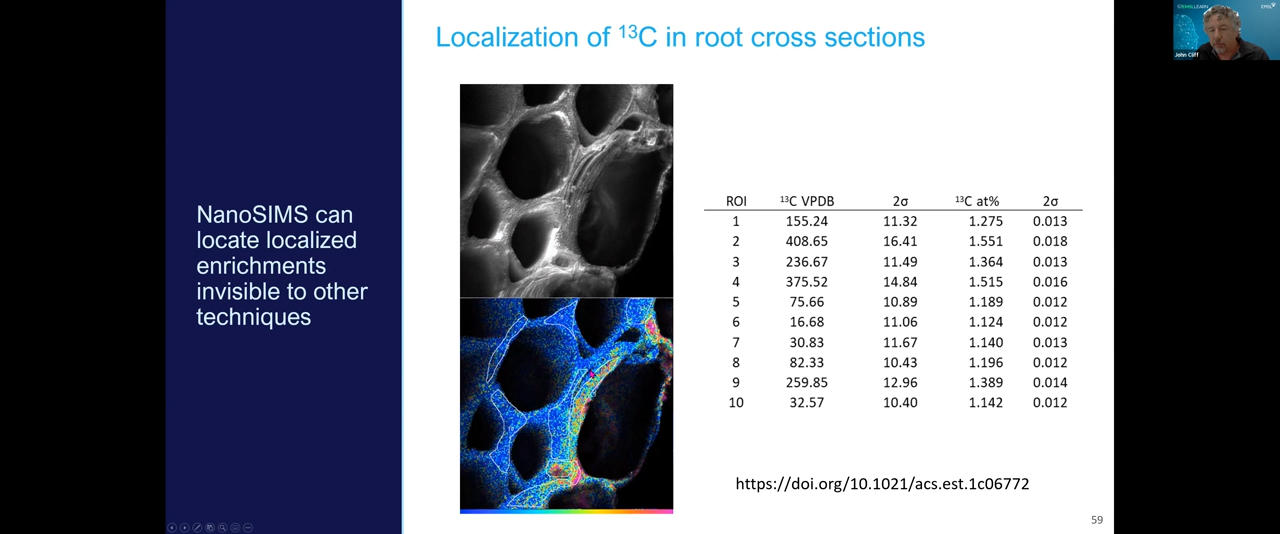 Localization of ¹³C in root cross sections
NanoSIMS can
locate localized
enrichments
invisible to other
techniques
ROI ¹³C VPDB 2σ ¹³C at% 2σ
1 155.24 11.32 1.275 0.013
2 408.65 16.41 1.551 0.018
3 236.67 11.49 1.364 0.013
4 375.52 14.84 1.515 0.016
5 75.66 10.89 1.189 0.012
6 16.68 11.06 1.124 0.012
7 30.83 11.67 1.140 0.013
8 82.33 10.43 1.196 0.012
9 259.85 12.96 1.389 0.014
10 32.57 10.40 1.142 0.012
https://doi.org/10.1021/acs.est.1c06772
59
EMSL LEARN
EMSL
John Cliff